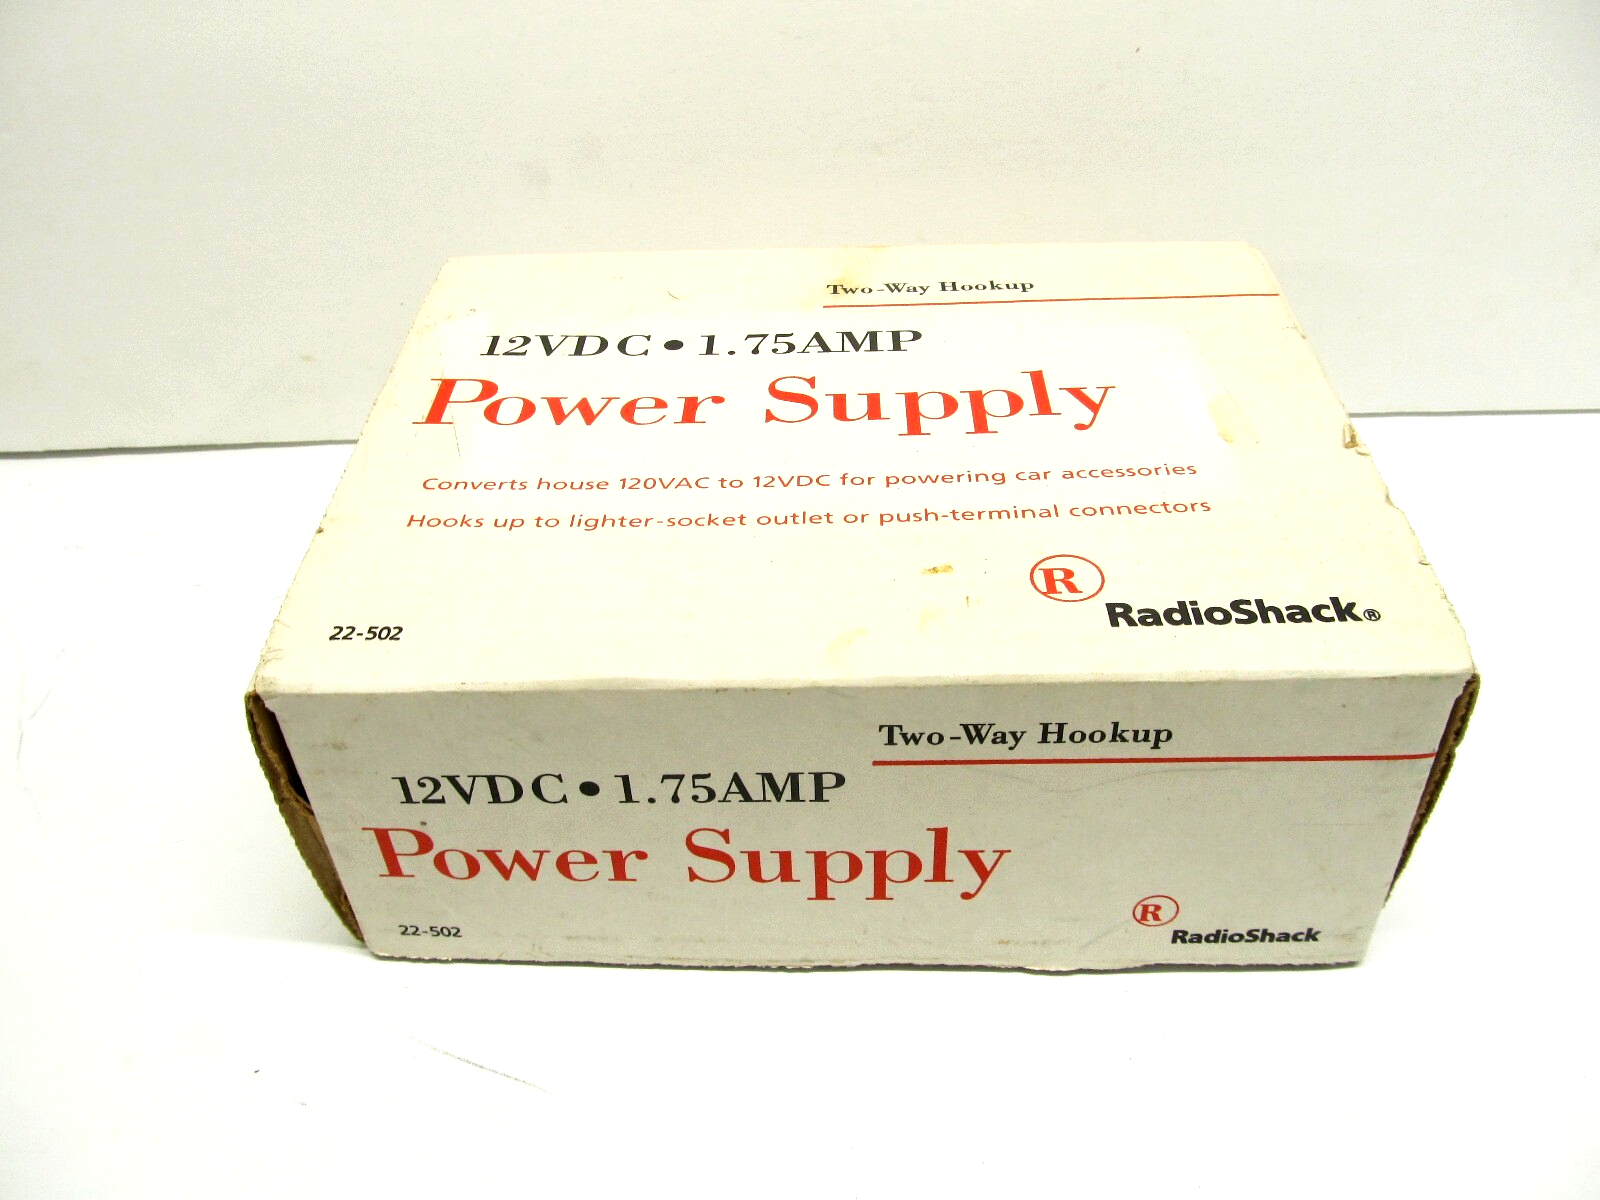 Two-Way Hookup
12VDC • 1.75AMP
Power Supply
Converts house 120VAC to 12VDC for powering car accessories
Hooks up to lighter-socket outlet or push-terminal connectors
R
RadioShack®
22-502
Two-Way Hookup
12VDC • 1.75AMP
Power Supply
R
RadioShack
22-502